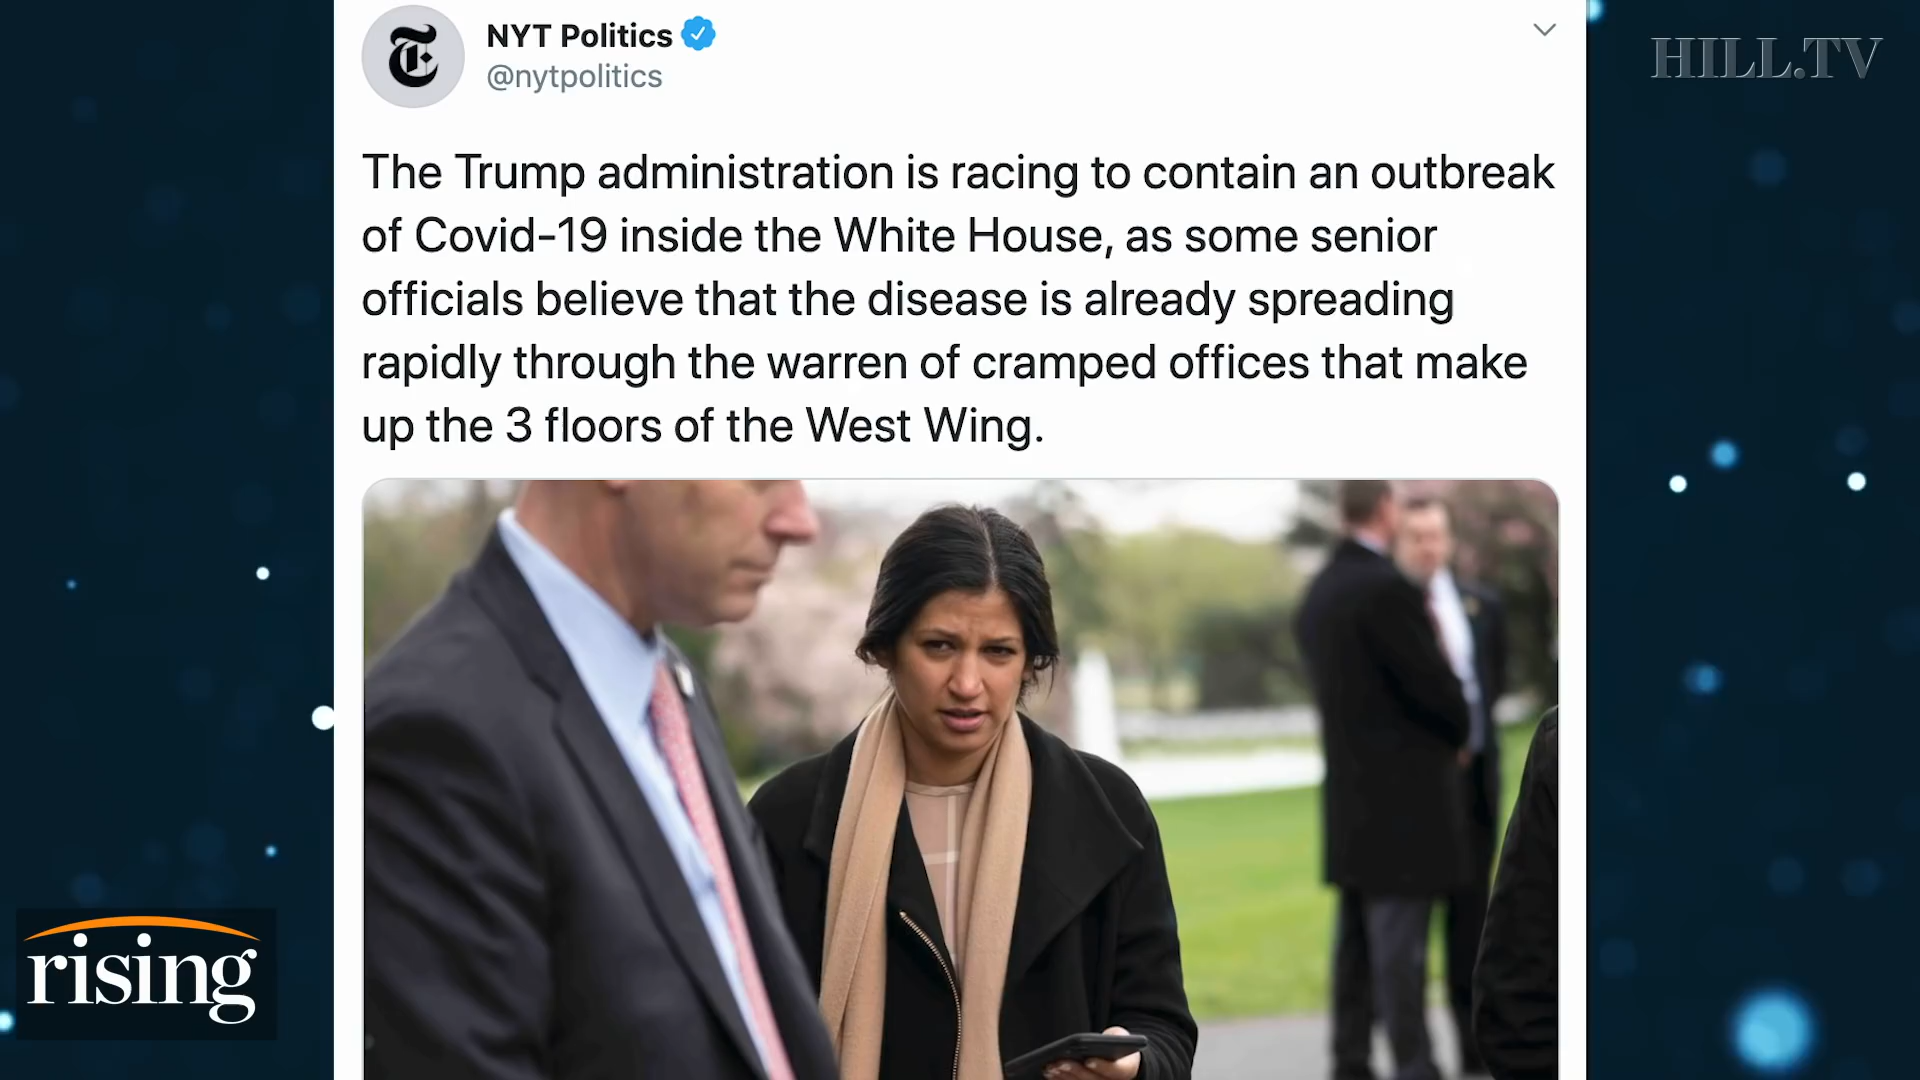 NYT Politics
@nytpolitics
HILL.TV
The Trump administration is racing to contain an outbreak
of Covid-19 inside the White House, as some senior
officials believe that the disease is already spreading
rapidly through the warren of cramped offices that make
up the 3 floors of the West Wing.
rising